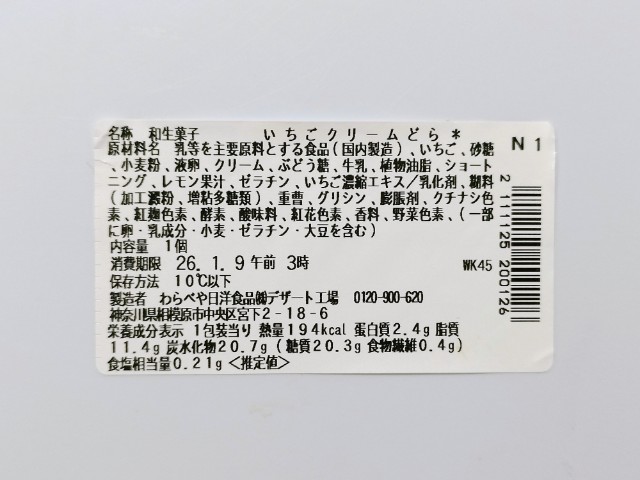 名称 和生菓子 いちごクリームどら*
原材料名 乳等を主要原料とする食品(国内製造)、いちご、砂糖
、小麦粉、液卵、クリーム、ぶどう糖、牛乳、植物油脂、ショート
ニング、レモン果汁、ゼラチン、いちご濃縮エキス/乳化剤、糊料
(加工澱粉、増粘多糖類)、重曹、グリシン、膨脹剤、クチナシ色
素、紅麹色素、酵素、酸味料、紅花色素、香料、野菜色素、(一部
に卵・乳成分・小麦・ゼラチン・大豆を含む)
内容量 1個
消費期限 26. 1. 9 午前 3時
保存方法 10℃以下
製造者 わらべや日洋食品㈱デザート工場 0120-900-620
神奈川県相模原市中央区宮下2-18-6
栄養成分表示 1包装当り 熱量194kcal 蛋白質2.4g 脂質
11.4g 炭水化物20.7g(糖質20.3g 食物繊維0.4g)
食塩相当量0.21g<推定値>
N 1
WK45
2 111125 200126